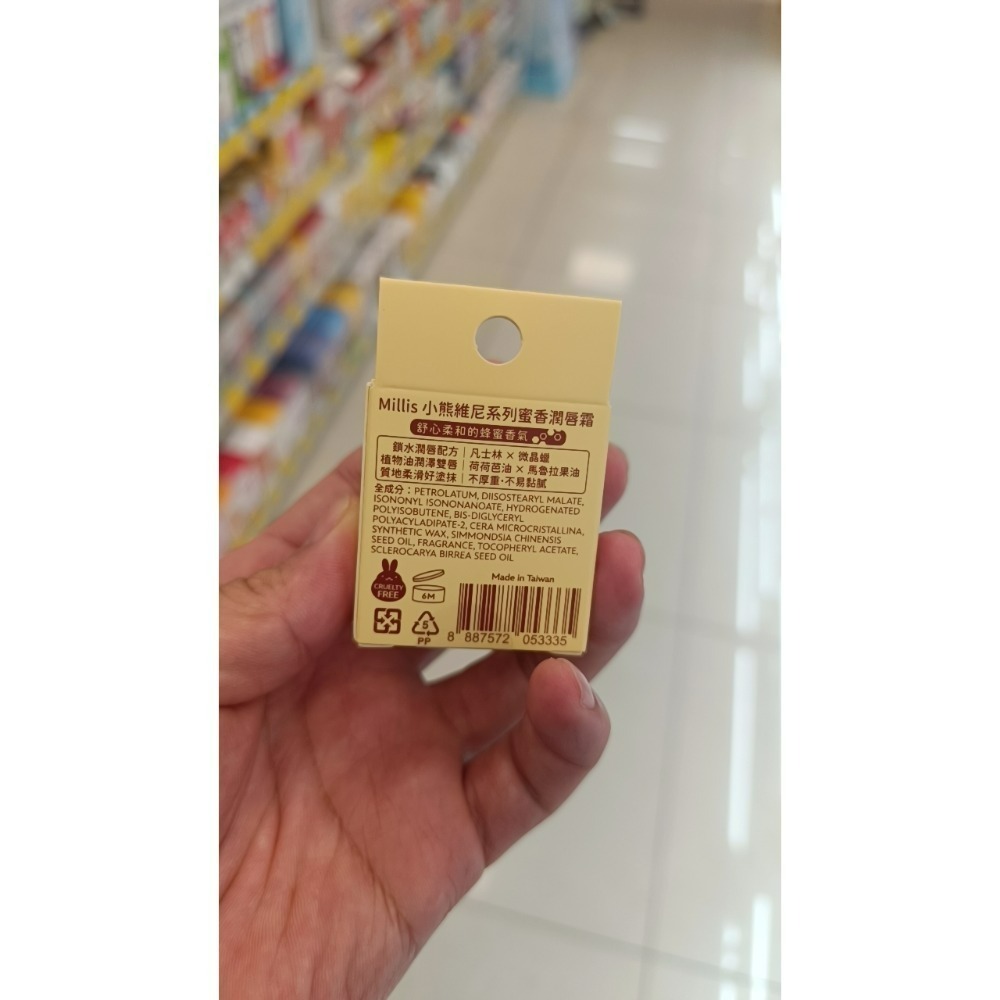 Millis 小熊維尼系列蜜香潤唇霜
舒心柔和的蜂蜜香氣
鎖水潤唇配方｜凡士林 × 微晶蠟
植物油潤澤雙唇｜荷荷芭油 × 馬魯拉果油
質地柔滑好塗抹｜不厚重·不易黏膩
全成分：PETROLATUM, DIISOSTEARYL MALATE,
ISONONYL ISONONANOATE, HYDROGENATED
POLYISOBUTENE, BIS-DIGLYCERYL
POLYACYLADIPATE-2, CERA MICROCRISTALLINA,
SYNTHETIC WAX, SIMMONDSIA CHINENSIS
SEED OIL, FRAGRANCE, TOCOPHERYL ACETATE,
SCLEROCARYA BIRREA SEED OIL
Made in Taiwan
CRUELTY
FREE
6M
5
PP
8 887572 053335